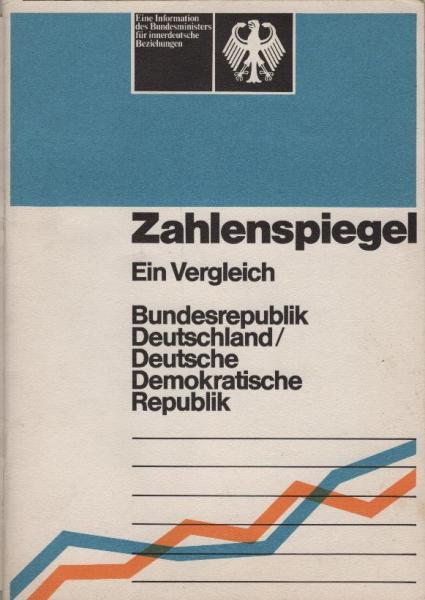 Eine Information
des Bundesministers
für innerdeutsche
Beziehungen
Zahlenspiegel
Ein Vergleich
Bundesrepublik
Deutschland/
Deutsche
Demokratische
Republik